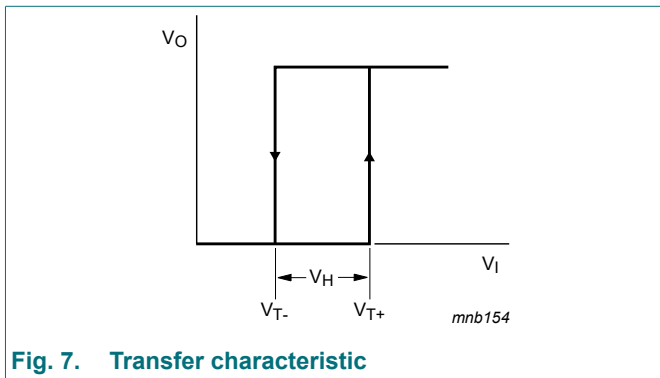 VO
VI
VH
VT-
VT+
mnb154
Fig. 7. Transfer characteristic